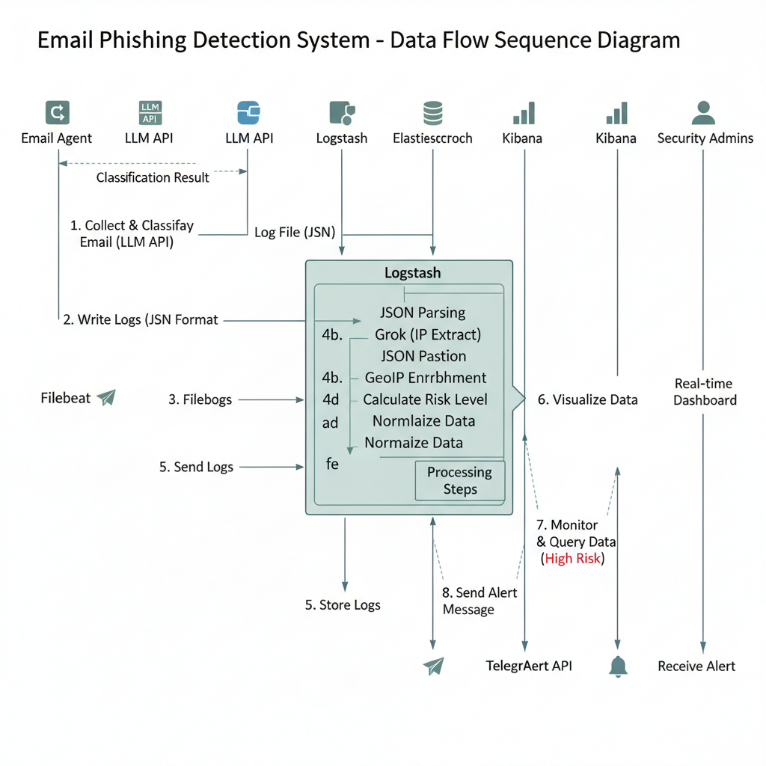 Email Phishing Detection System - Data Flow Sequence Diagram
LLM
API
Email Agent
LLM API
LLM API
Logstash
Elastiesccroch
Kibana
Kibana
Security Admins
Classification Result
1. Collect & Classifay
Email (LLM API)
Log File (JSN)
Logstash
2. Write Logs (JSN Format
JSON Parsing
4b.
Grok (IP Extract)
JSON Pastion
4b.
GeoIP Enrrbhment
Filebeat
3. Filebogs
4d
Calculate Risk Level
6. Visualize Data
Real-time
Dashboard
ad
Normlaize Data
Normaize Data
5. Send Logs
fe
Processing
Steps
7. Monitor
& Query Data
(High Risk)
8. Send Alert
Message
5. Store Logs
TelegrAert API
Receive Alert